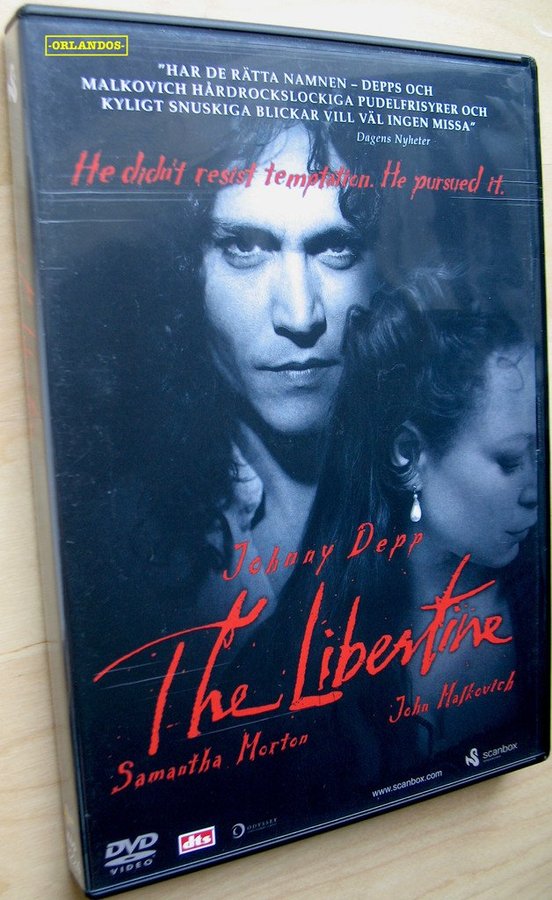 -ORLANDOS-
"HAR DE RÄTTA NAMNEN – DEPPS OCH
MALKOVICH HÅRDROCKSLOCKIGA PUDELFRISYRER OCH
KYLIGT SNUSKIGA BLICKAR VILL VÄL INGEN MISSA"
Dagens Nyheter
He didn't resist temptation. He pursued it.
Johnny Depp
The Libertine
Samantha Morton
John Malkovich
www.scanbox.com
scanbox
DVD
VIDEO
dts
ODYSSEY